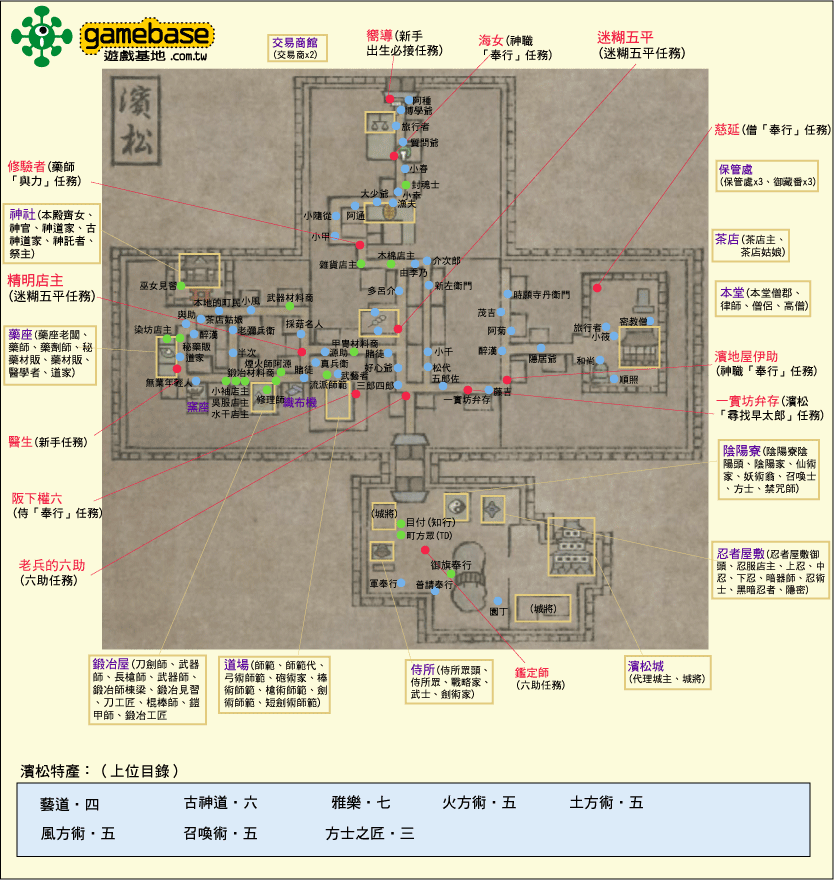 gamebase
遊戲基地 .com.tw
濱松
交易商館
(交易商x2)
嚮導(新手
出生必接任務)
海女(神職
「奉行」任務)
迷糊五平
(迷糊五平任務)
慈延(僧「奉行」任務)
修驗者(藥師
「與力」任務)
神社(本殿齋女、
神官、神道家、古
神道家、神託者、
祭主)
精明店主
(迷糊五平任務)
藥座(藥座老闆、
藥師、藥劑師、秘
藥材販、藥材販、
醫學者、道家)
醫生(新手任務)
阪下權六
(侍「奉行」任務)
老兵的六助
(六助任務)
保管處
(保管處x3、御藏番x3)
茶店(茶店主、
茶店姑娘)
本堂(本堂僧郡、
律師、僧侶、高僧)
濱地屋伊助
(神職「奉行」任務)
一實坊弁存(濱松
「尋找早太郎」任務)
陰陽寮(陰陽寮陰
陽頭、陰陽家、仙術
家、妖術翁、召喚士
、方士、禁咒師)
忍者屋敷(忍者屋敷御
頭、忍服店主、上忍、中
忍、下忍、暗器師、忍術
士、黑暗忍者、隱密)
濱松城
(代理城主、城將)
鑑定師
(六助任務)
侍所(侍所眾頭、
侍所眾、戰略家、
武士、劍術家)
道場(師範、師範代、
弓術師範、砲術家、棒
術師範、槍術師範、劍
術師範、短劍術師範)
鍛冶屋(刀劍師、武器
師、長槍師、武器師、
鍛冶師棟梁、鍛冶見習
、刀工匠、棍棒師、鎧
甲師、鍛冶工匠)
阿種
博學爺
旅行者
質問爺
小春
封魂士
小幸
漁夫
大少爺
小隨從
阿通
小甲
雜貨店主
木棉店主
由季乃
介次郎
多呂介
新左衛門
時願寺丹衛門
茂吉
阿菊
醉漢
隱居爺
旅行者
小筱
密教僧
和尚
順照
巫女見習
本地的町民
小風
武器材料商
與助
茶店姑娘
染坊店主
醉漢
老彌兵衛
採菇名人
秘藥販
道家
半次
無業年輕人
煙火師阿源
鍛冶材料商
賭徒
源助
真兵衛
甲冑材料商
賭徒
武藝者
好心爺
流派師範
三郎四郎
小千
松代
五郎佐
一實坊弁存
藤吉
窯座
小袖店主
吳服店主
水干店主
修理師
織布機
(城將)
目付(知行)
町方眾(TD)
御旗奉行
軍奉行
普請奉行
園丁
(城將)
濱松特產：（上位目錄）
藝道・四
古神道・六
雅樂・七
火方術・五
土方術・五
風方術・五
召喚術・五
方士之匠・三